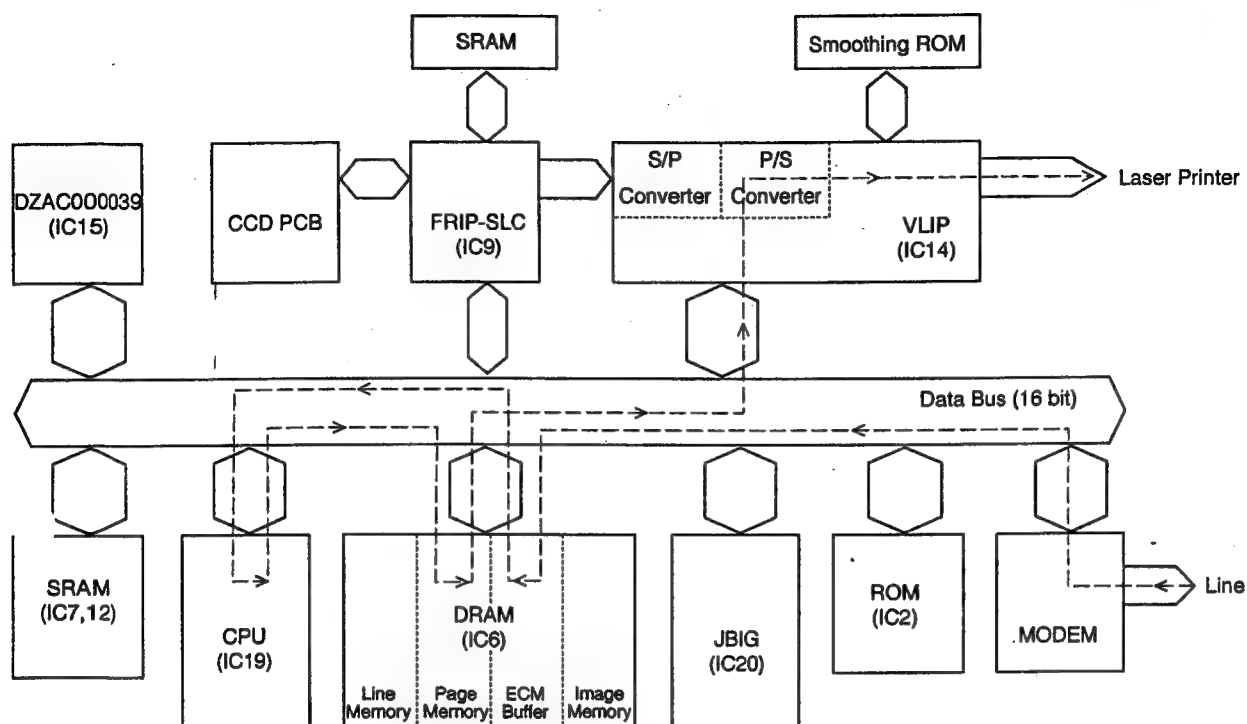 SRAM
Smoothing ROM
DZAC000039
(IC15)
CCD PCB
FRIP-SLC
(IC9)
S/P
Converter
P/S
Converter
VLIP
(IC14)
Laser Printer
Data Bus (16 bit)
SRAM
(IC7,12)
CPU
(IC19)
DRAM
(IC6)
Line
Memory
Page
Memory
ECM
Buffer
Image
Memory
JBIG
(IC20)
ROM
(IC2)
MODEM
Line